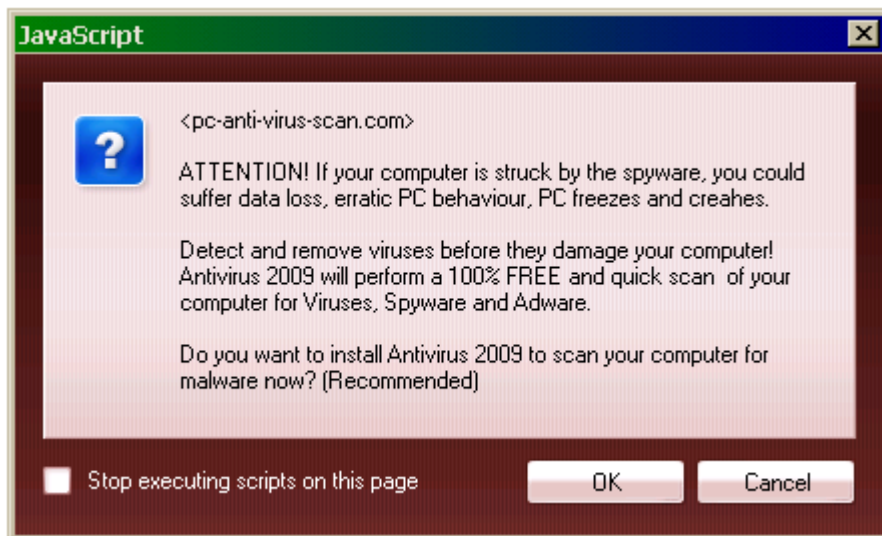 JavaScript
<pc-anti-virus-scan.com>
ATTENTION! If your computer is struck by the spyware, you could
suffer data loss, erratic PC behaviour, PC freezes and creahes.
Detect and remove viruses before they damage your computer!
Antivirus 2009 will perform a 100% FREE and quick scan  of your
computer for Viruses, Spyware and Adware.
Do you want to install Antivirus 2009 to scan your computer for
malware now? (Recommended)
Stop executing scripts on this page
OK
Cancel